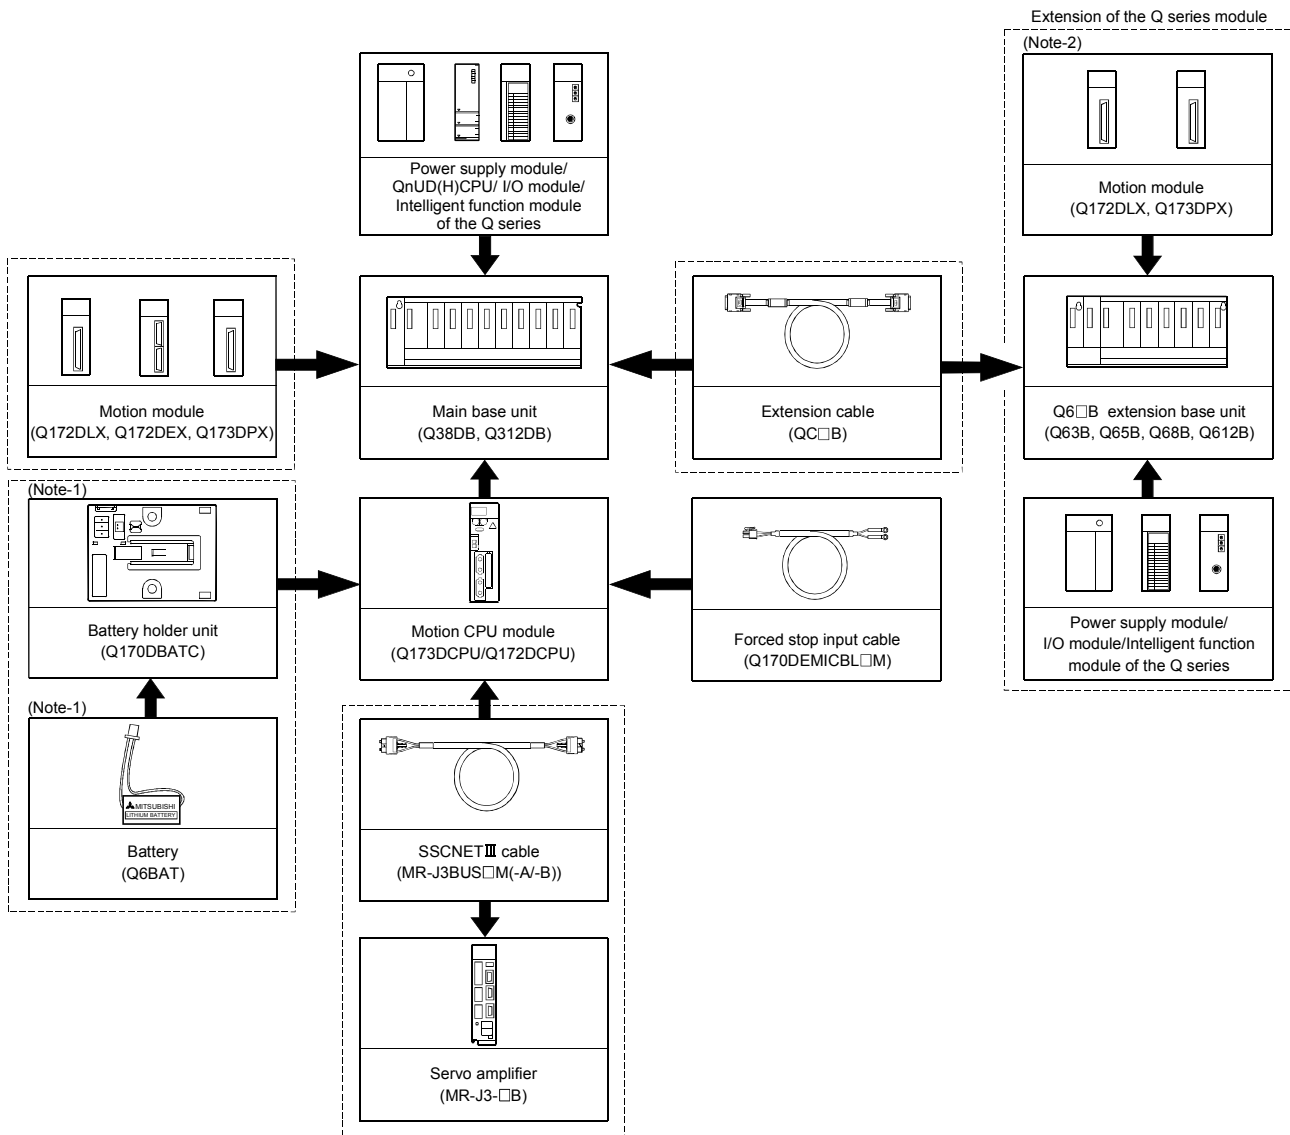 Extension of the Q series module
(Note-2)
Power supply module/
QnUD(H)CPU/ I/O module/
Intelligent function module
of the Q series
Motion module
(Q172DLX, Q173DPX)
Motion module
(Q172DLX, Q172DEX, Q173DPX)
Main base unit
(Q38DB, Q312DB)
Extension cable
(QC□B)
Q6□B extension base unit
(Q63B, Q65B, Q68B, Q612B)
(Note-1)
Battery holder unit
(Q170DBATC)
Motion CPU module
(Q173DCPU/Q172DCPU)
Forced stop input cable
(Q170DEMICBL□M)
Power supply module/
I/O module/Intelligent function
module of the Q series
(Note-1)
MITSUBISHI
LITHIUM BATTERY
Battery
(Q6BAT)
SSCNETⅢ cable
(MR-J3BUS□M(-A/-B))
Servo amplifier
(MR-J3-□B)